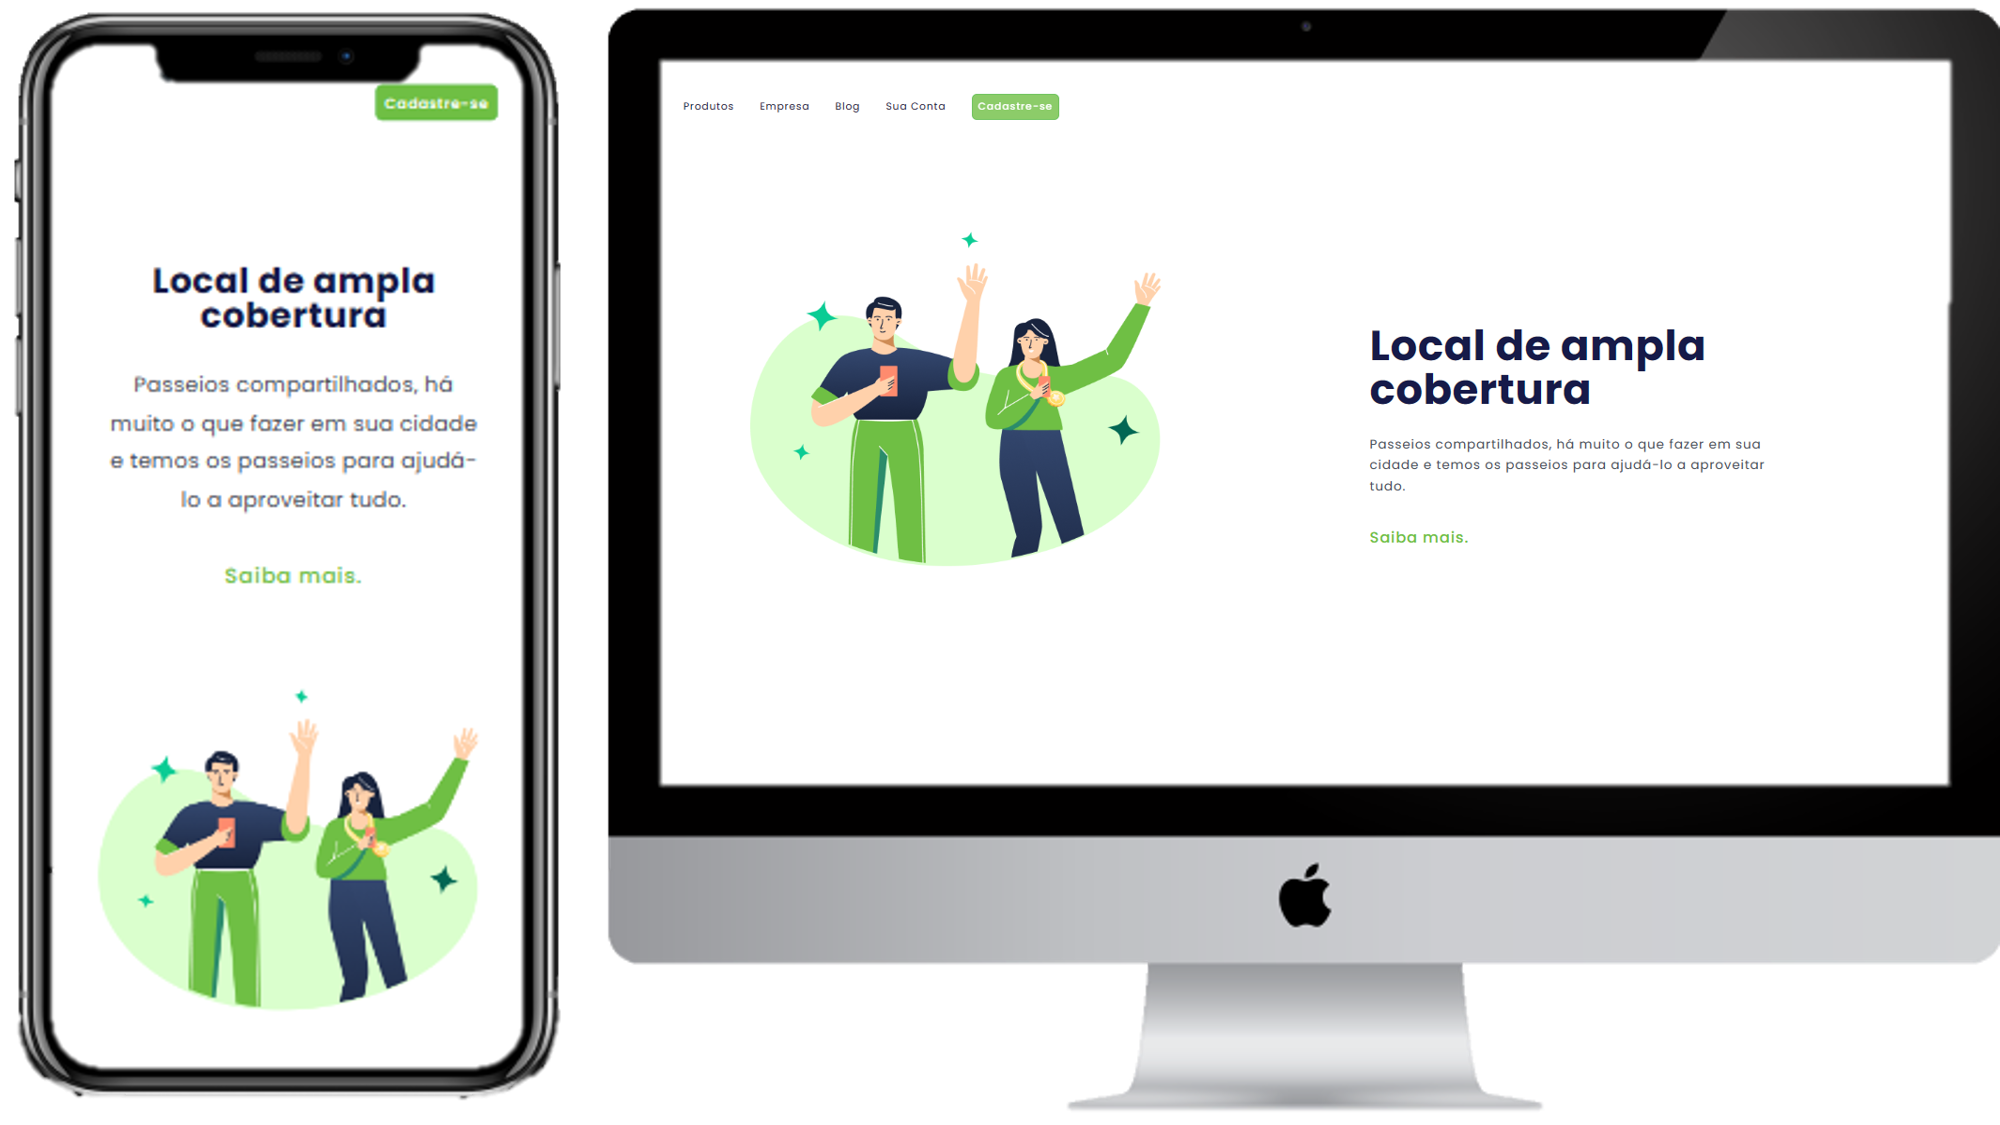 Cadastre-se
Local de ampla
cobertura
Passeios compartilhados, há
muito o que fazer em sua cidade
e temos os passeios para ajudá-
lo a aproveitar tudo.
Saiba mais.
Produtos Empresa Blog Sua Conta Cadastre-se
Local de ampla
cobertura
Passeios compartilhados, há muito o que fazer em sua
cidade e temos os passeios para ajudá-lo a aproveitar
tudo.
Saiba mais.